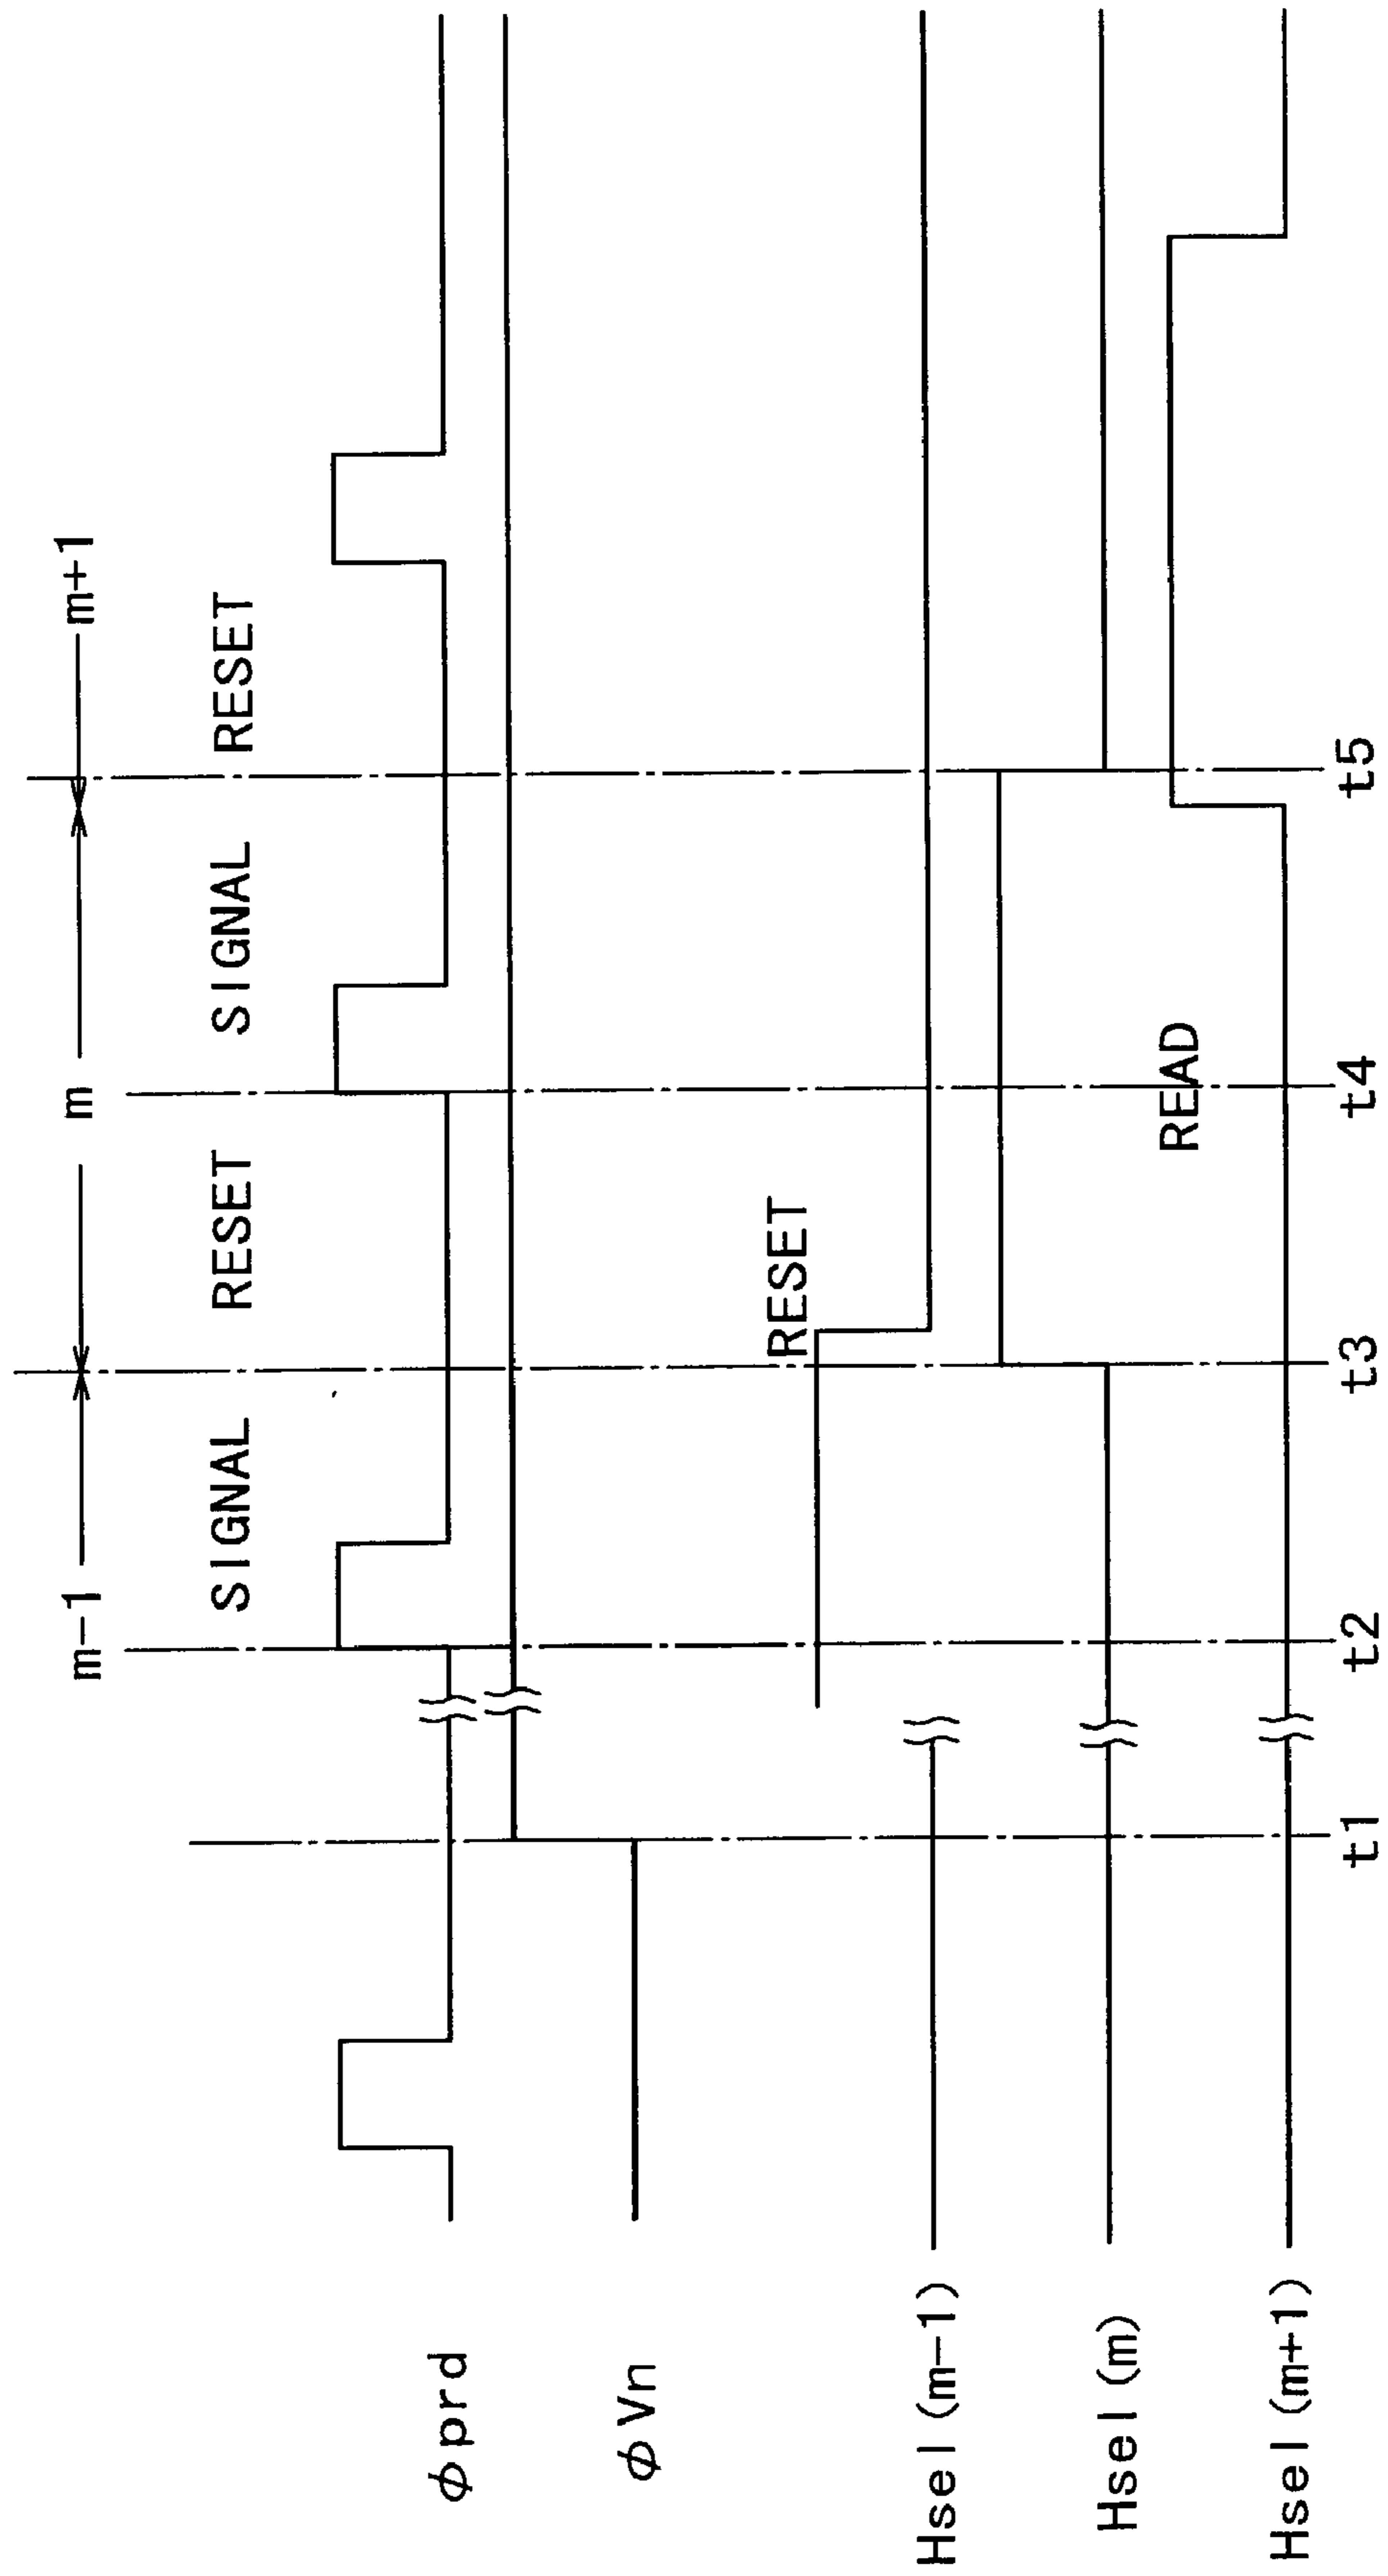 m-1 m m+1
SIGNAL RESET SIGNAL RESET
φprd
φVn
RESET
Hsel(m-1)
Hsel(m)
READ
Hsel(m+1)
t1 t2 t3 t4 t5